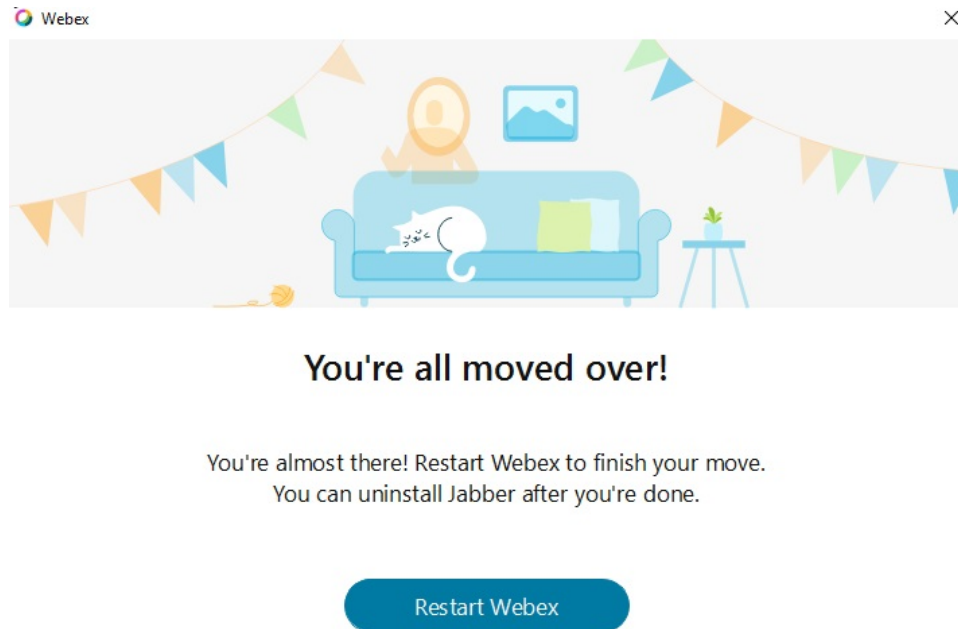 Webex
You're all moved over!
You're almost there! Restart Webex to finish your move.
You can uninstall Jabber after you're done.
Restart Webex